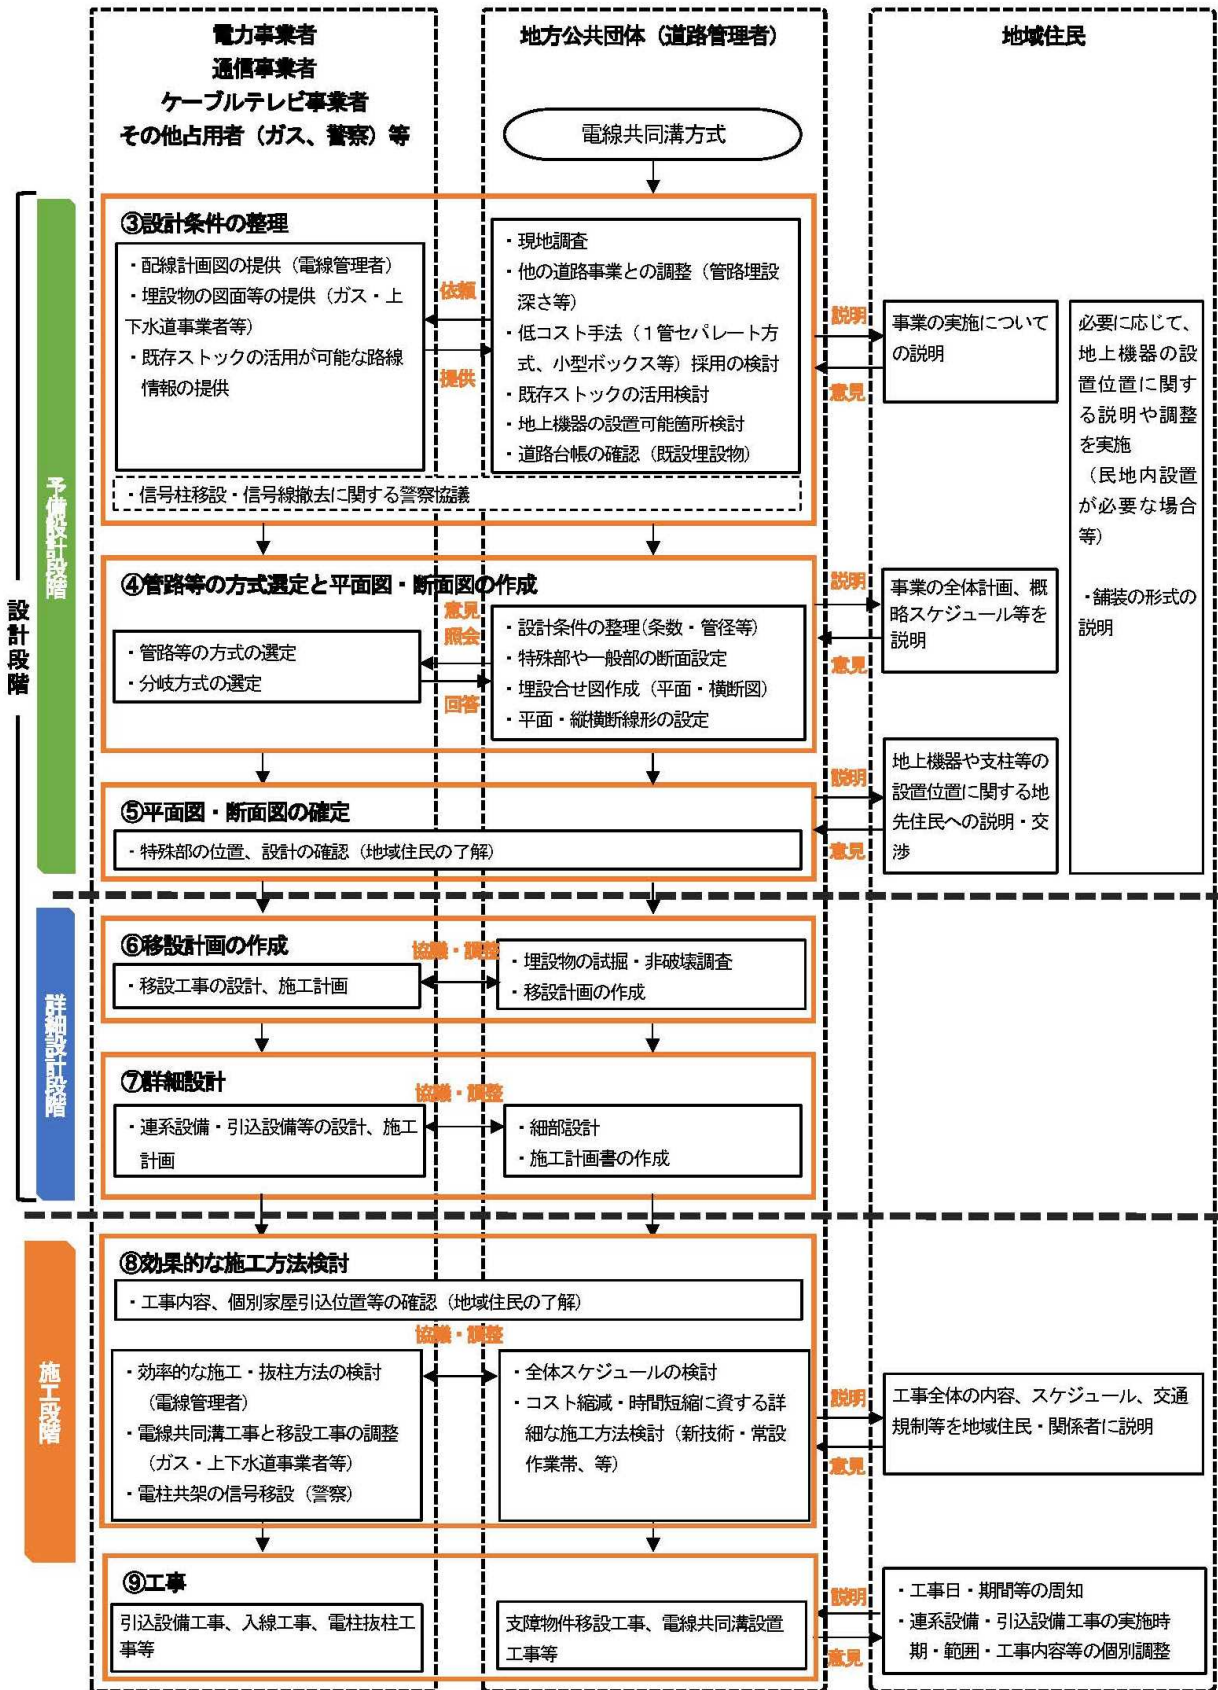 電力事業者
通信事業者
ケーブルテレビ事業者
その他占用者（ガス、警察）等
地方公共団体（道路管理者）
地域住民
電線共同溝方式
設計段階
予備設計段階
③設計条件の整理
・配線計画図の提供（電線管理者）
・埋設物の図面等の提供（ガス・上
下水道事業者等）
・既存ストックの活用が可能な路線
情報の提供
依頼
提供
・現地調査
・他の道路事業との調整（管路埋設
深さ等）
・低コスト手法（１管セパレート方
式、小型ボックス等）採用の検討
・既存ストックの活用検討
・地上機器の設置可能箇所検討
・道路台帳の確認（既設埋設物）
・信号柱移設・信号線撤去に関する警察協議
説明
意見
事業の実施について
の説明
必要に応じて、
地上機器の設
置位置に関す
る説明や調整
を実施
（民地内設置
が必要な場合
等）
・舗装の形式の
説明
④管路等の方式選定と平面図・断面図の作成
・管路等の方式の選定
・分岐方式の選定
意見
照会
回答
・設計条件の整理(条数・管径等)
・特殊部や一般部の断面設定
・埋設合せ図作成（平面・横断図）
・平面・縦横断線形の設定
説明
意見
事業の全体計画、概
略スケジュール等を
説明
⑤平面図・断面図の確定
・特殊部の位置、設計の確認（地域住民の了解）
説明
意見
地上機器や支柱等の
設置位置に関する地
先住民への説明・交
渉
詳細設計段階
⑥移設計画の作成
・移設工事の設計、施工計画
協議・調整
・埋設物の試掘・非破壊調査
・移設計画の作成
⑦詳細設計
・連系設備・引込設備等の設計、施工
計画
協議・調整
・細部設計
・施工計画書の作成
施工段階
⑧効果的な施工方法検討
・工事内容、個別家屋引込位置等の確認（地域住民の了解）
協議・調整
・効率的な施工・抜柱方法の検討
（電線管理者）
・電線共同溝工事と移設工事の調整
（ガス・上下水道事業者等）
・電柱共架の信号移設（警察）
・全体スケジュールの検討
・コスト縮減・時間短縮に資する詳
細な施工方法検討（新技術・常設
作業帯、等）
説明
意見
工事全体の内容、スケジュール、交通
規制等を地域住民・関係者に説明
⑨工事
引込設備工事、入線工事、電柱抜柱工
事等
支障物件移設工事、電線共同溝設置
工事等
説明
意見
・工事日・期間等の周知
・連系設備・引込設備工事の実施時
期・範囲・工事内容等の個別調整